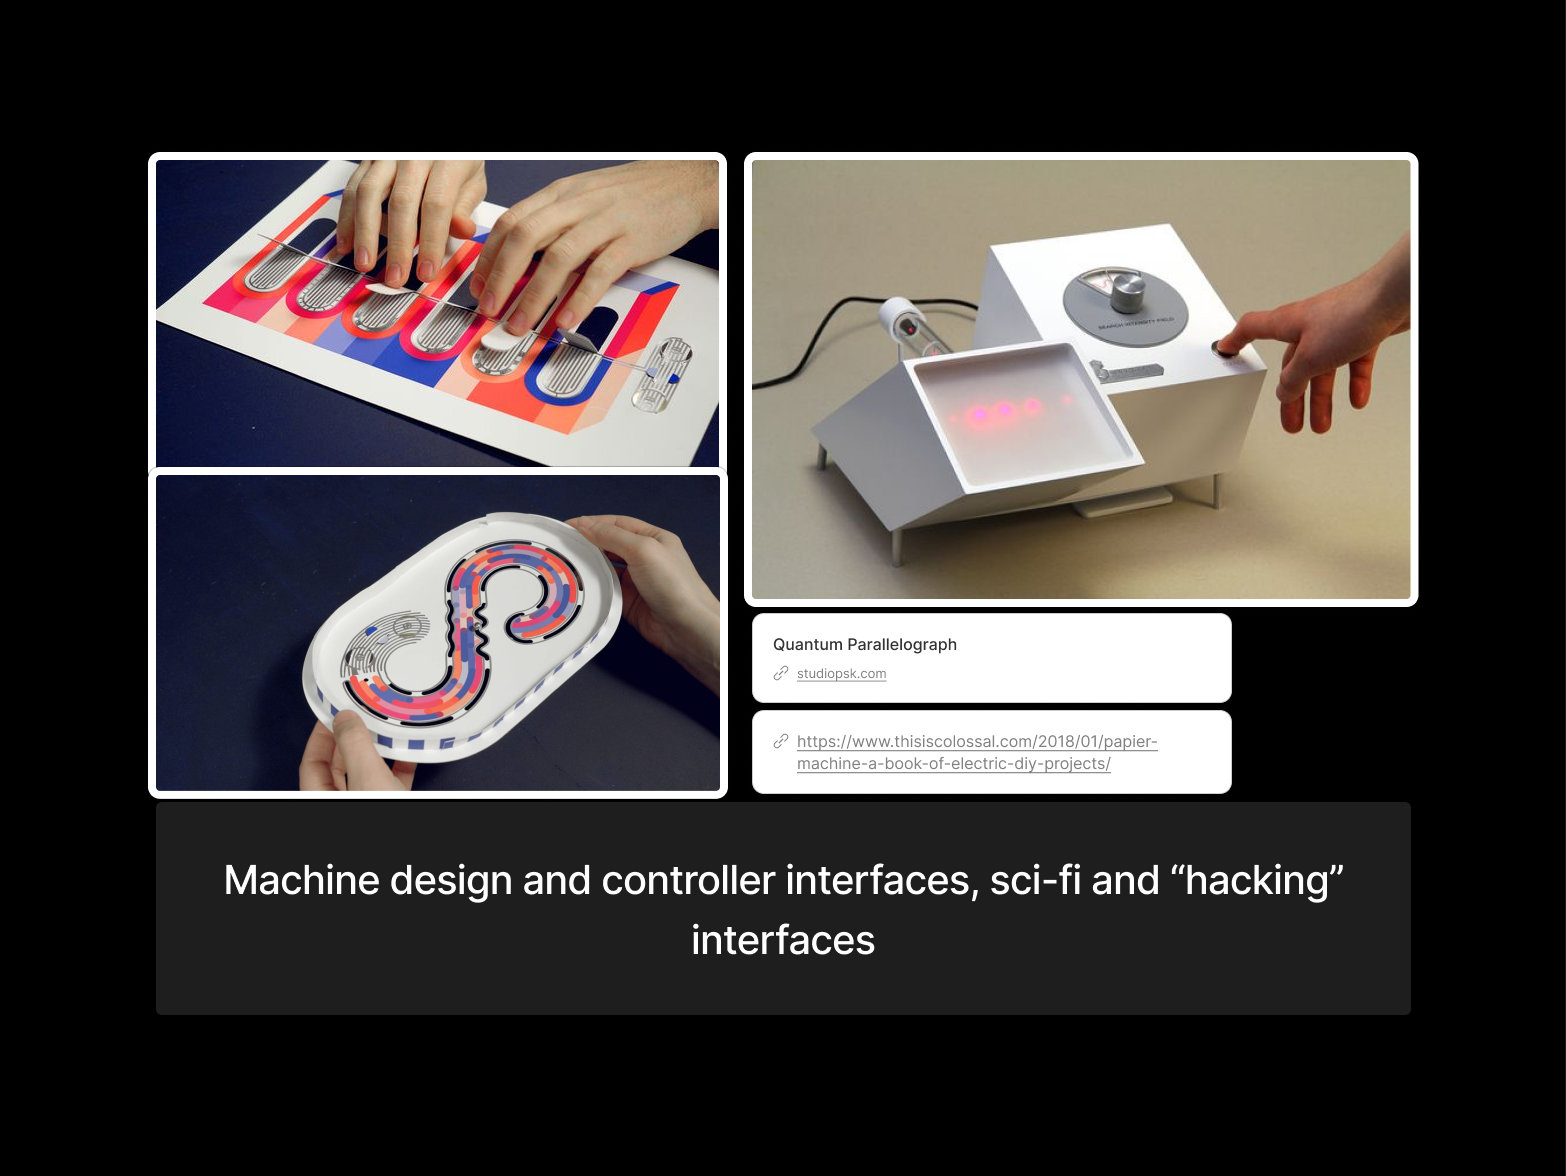 SEARCH INTENSITY FIELD
Quantum Parallelograph
studiopsk.com
https://www.thisiscolossal.com/2018/01/papier-
machine-a-book-of-electric-diy-projects/
Machine design and controller interfaces, sci-fi and “hacking”
interfaces